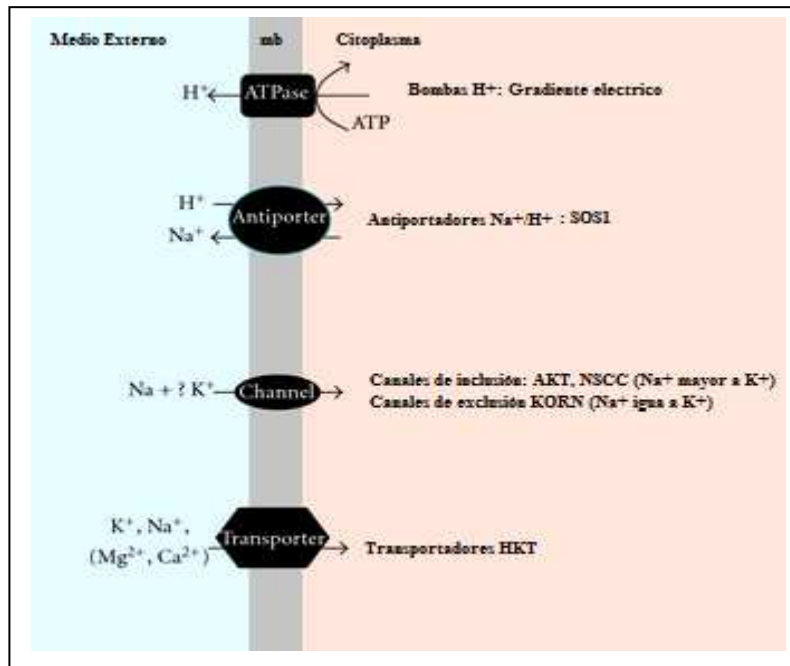 Medio Externo mb Citoplasma
H⁺ ATPase Bombas H+: Gradiente electrico
ATP
H⁺
Antiporter Antiportadores Na+/H+ : SOS1
Na⁺
Na + ? K⁺ Channel Canales de inclusión: AKT, NSCC (Na+ mayor a K+)
Canales de exclusión KORN (Na+ igua a K+)
K⁺, Na⁺,
Transporter Transportadores HKT
(Mg²⁺, Ca²⁺)